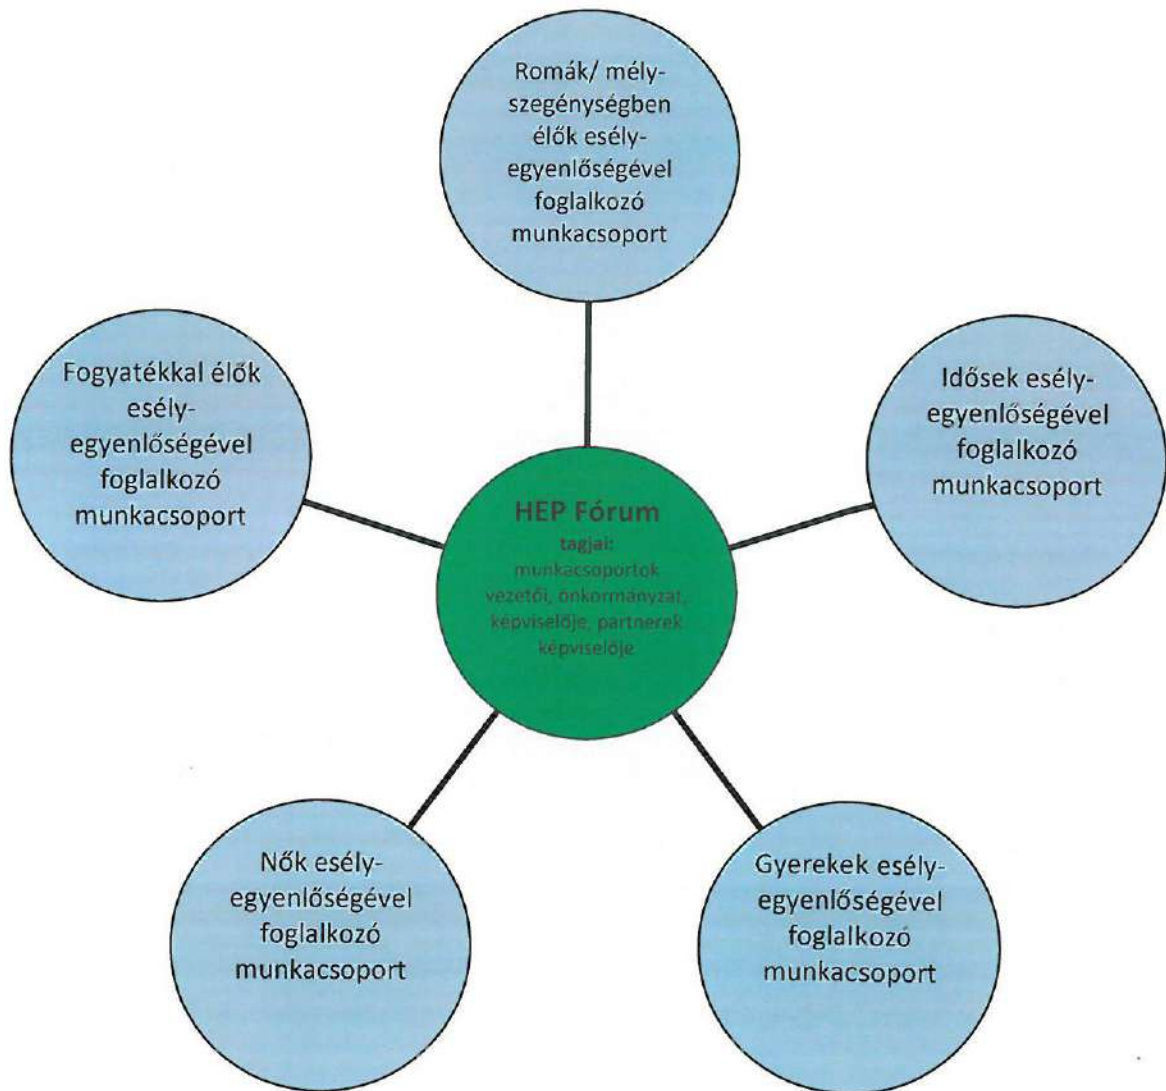 Romák/ mély-
szegénységben
élők esély-
egyenlőségével
foglalkozó
munkacsoport
Fogyatékkal élők
esély-
egyenlőségével
foglalkozó
munkacsoport
Idősek esély-
egyenlőségével
foglalkozó
munkacsoport
HEP Fórum
tagjai:
munkacsoportok
vezetői, önkormányzat,
képviselője, partnerek
képviselője
Nők esély-
egyenlőségével
foglalkozó
munkacsoport
Gyerekek esély-
egyenlőségével
foglalkozó
munkacsoport